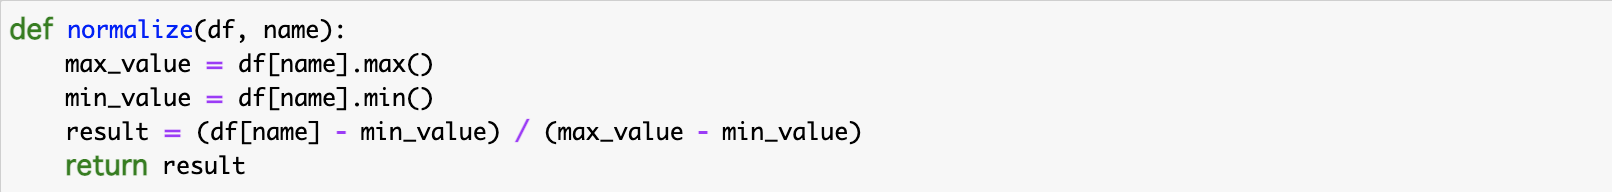 def normalize(df, name):
    max_value = df[name].max()
    min_value = df[name].min()
    result = (df[name] - min_value) / (max_value - min_value)
    return result